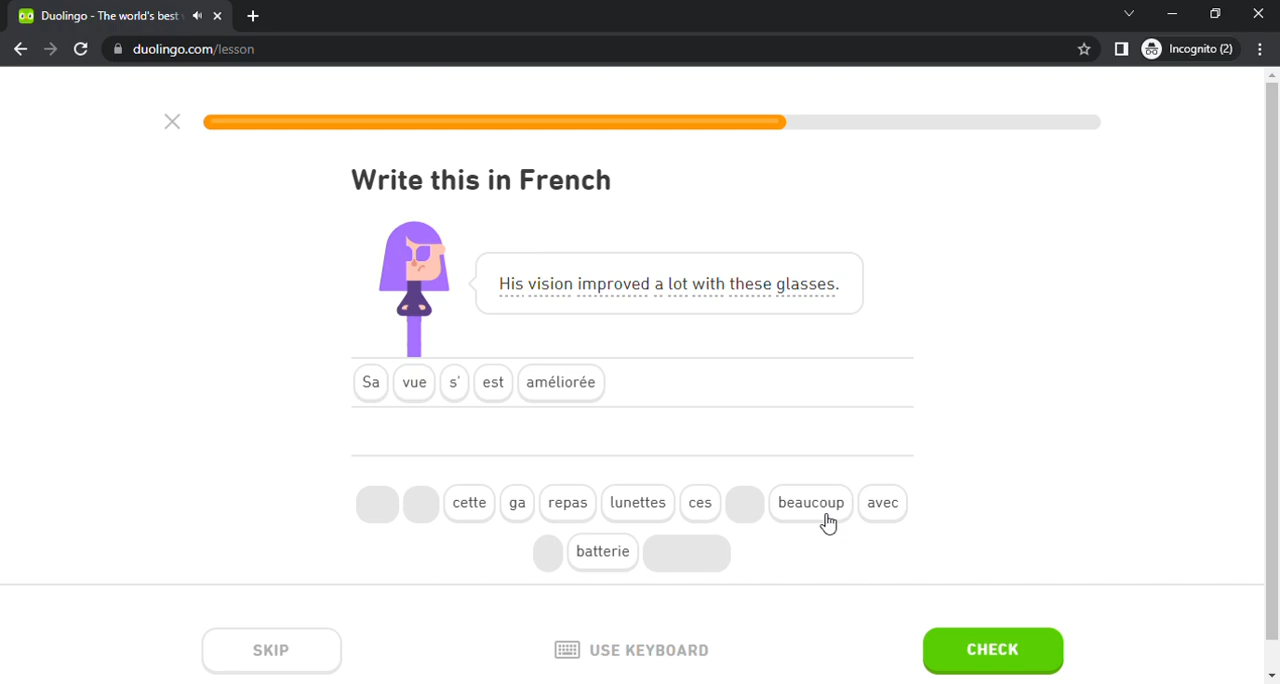 Duolingo - The world's best
duolingo.com/lesson
Incognito (2)
Write this in French
His vision improved a lot with these glasses.
Sa vue s' est améliorée
cette ga repas lunettes ces beaucoup avec
batterie
SKIP USE KEYBOARD CHECK